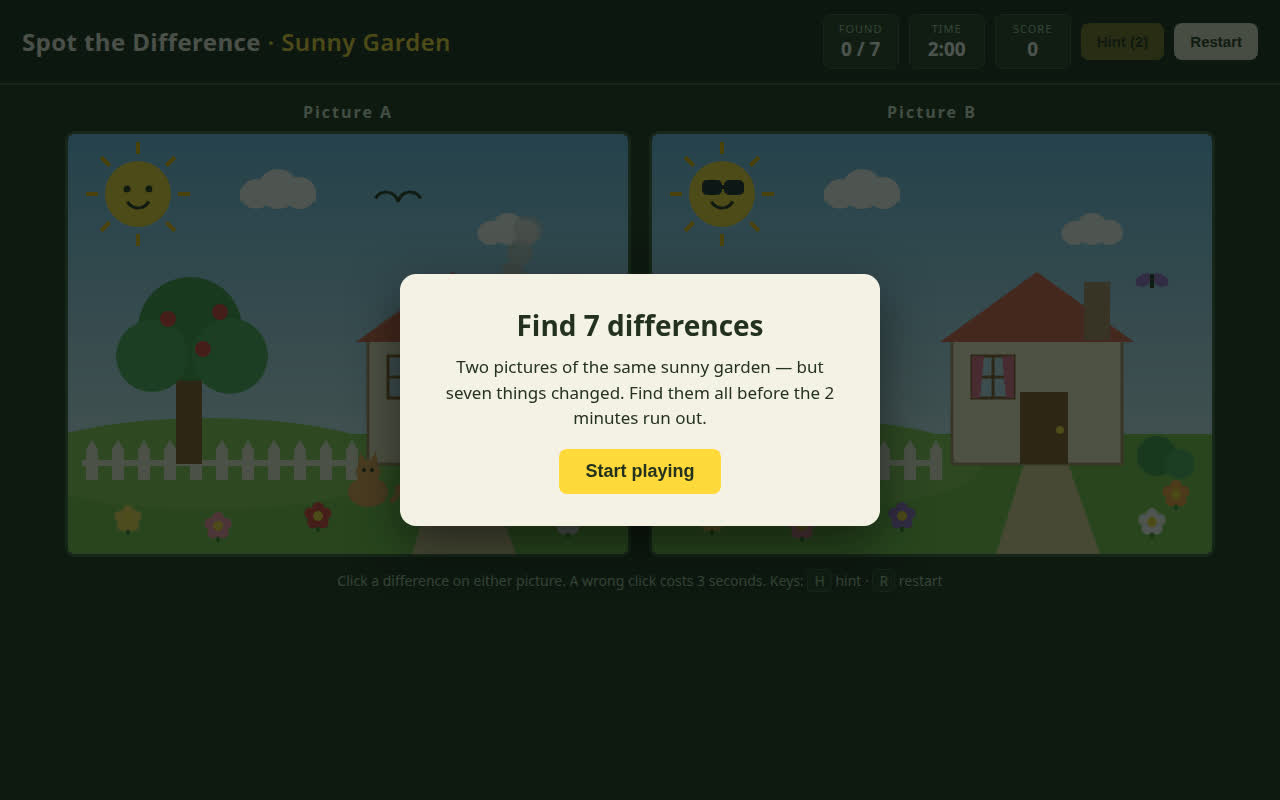 Spot the Difference · Sunny Garden
FOUND
0 / 7
TIME
2:00
SCORE
0
Hint (2)
Restart
Picture A
Picture B
Find 7 differences
Two pictures of the same sunny garden — but
seven things changed. Find them all before the 2
minutes run out.
Start playing
Click a difference on either picture. A wrong click costs 3 seconds. Keys: H hint · R restart